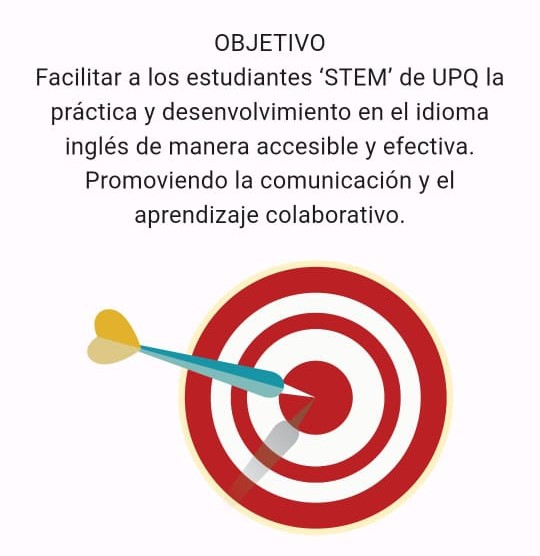 OBJETIVO
Facilitar a los estudiantes ‘STEM’ de UPQ la
práctica y desenvolvimiento en el idioma
inglés de manera accesible y efectiva.
Promoviendo la comunicación y el
aprendizaje colaborativo.